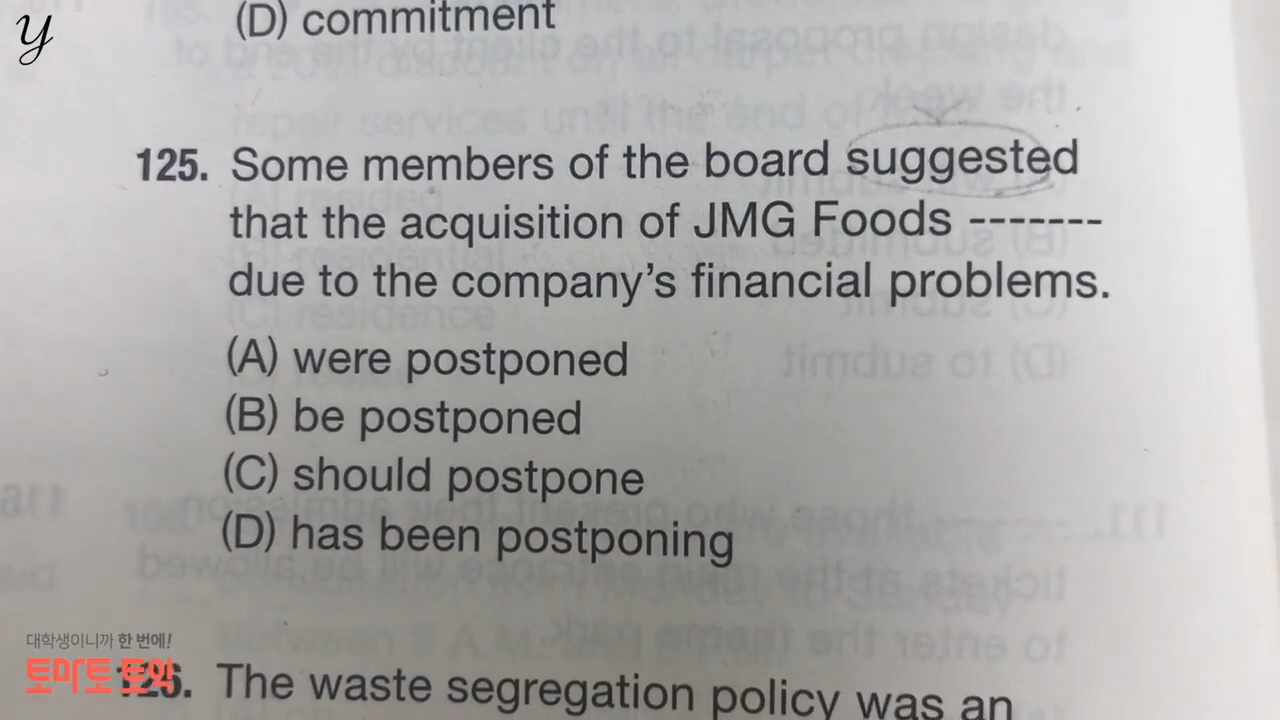 y
(D) commitment
125. Some members of the board suggested
that the acquisition of JMG Foods -------
due to the company's financial problems.
(A) were postponed
(B) be postponed
(C) should postpone
(D) has been postponing
대학생이니까 한 번에!
토마토 토익
126. The waste segregation policy was an